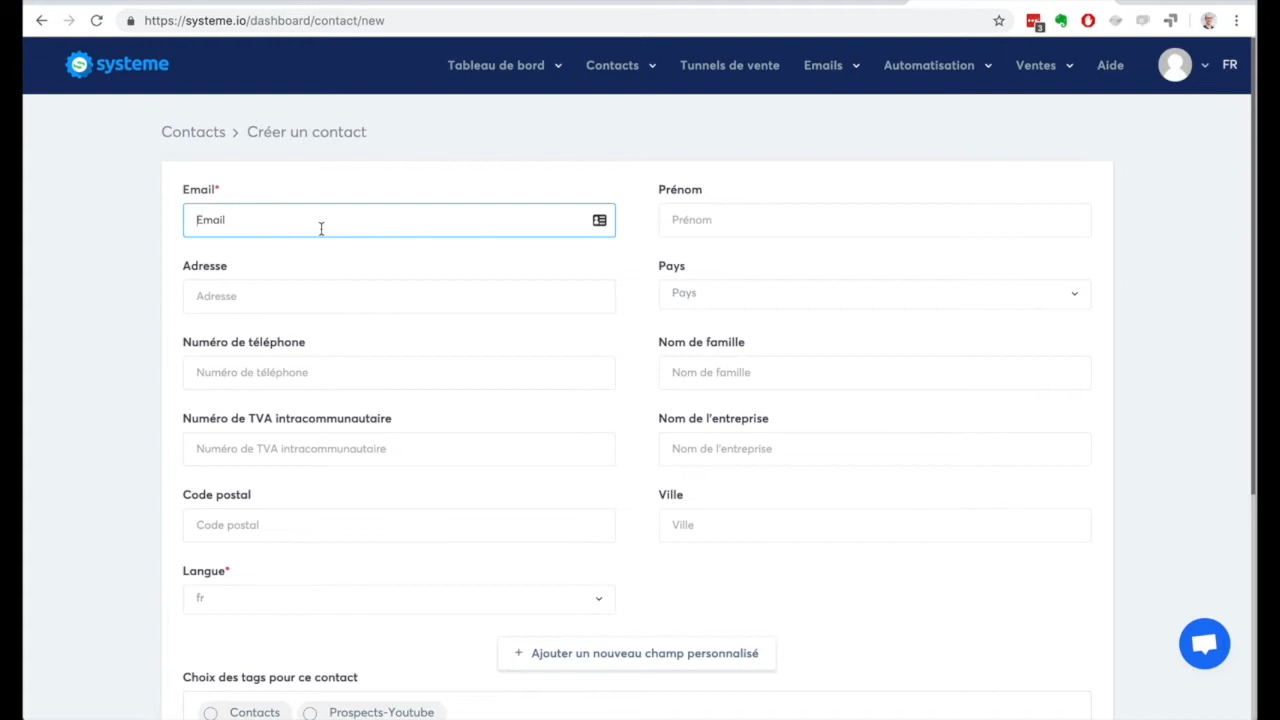 https://systeme.io/dashboard/contact/new
3
systeme
Tableau de bord
Contacts
Tunnels de vente
Emails
Automatisation
Ventes
Aide
FR
Contacts > Créer un contact
Email*
Prénom
Email
Prénom
Adresse
Pays
Adresse
Pays
Numéro de téléphone
Nom de famille
Numéro de téléphone
Nom de famille
Numéro de TVA intracommunautaire
Nom de l'entreprise
Numéro de TVA intracommunautaire
Nom de l'entreprise
Code postal
Ville
Code postal
Ville
Langue*
fr
+ Ajouter un nouveau champ personnalisé
Choix des tags pour ce contact
Contacts
Prospects-Youtube